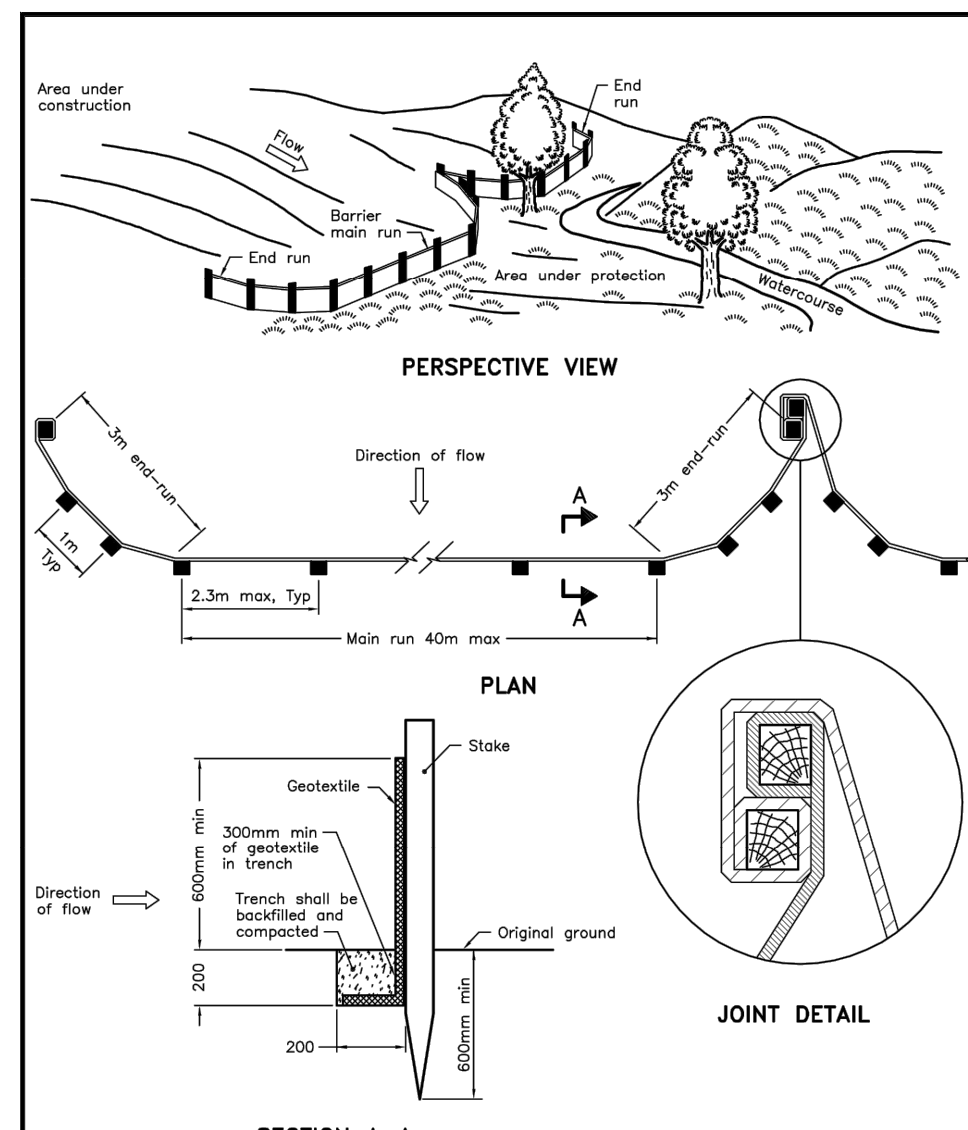 Area under
construction
End
run
Flow
Barrier
main run
End run
Area under protection
Watercourse
PERSPECTIVE VIEW
3m end-run
Direction of flow
3m end-run
A
1m
Typ
2.3m max, Typ
A
Main run 40m max
PLAN
Stake
Geotextile
600mm min
300mm min
of geotextile
in trench
Direction
of flow
Trench shall be
backfilled and
compacted
Original ground
200
600mm min
200
JOINT DETAIL